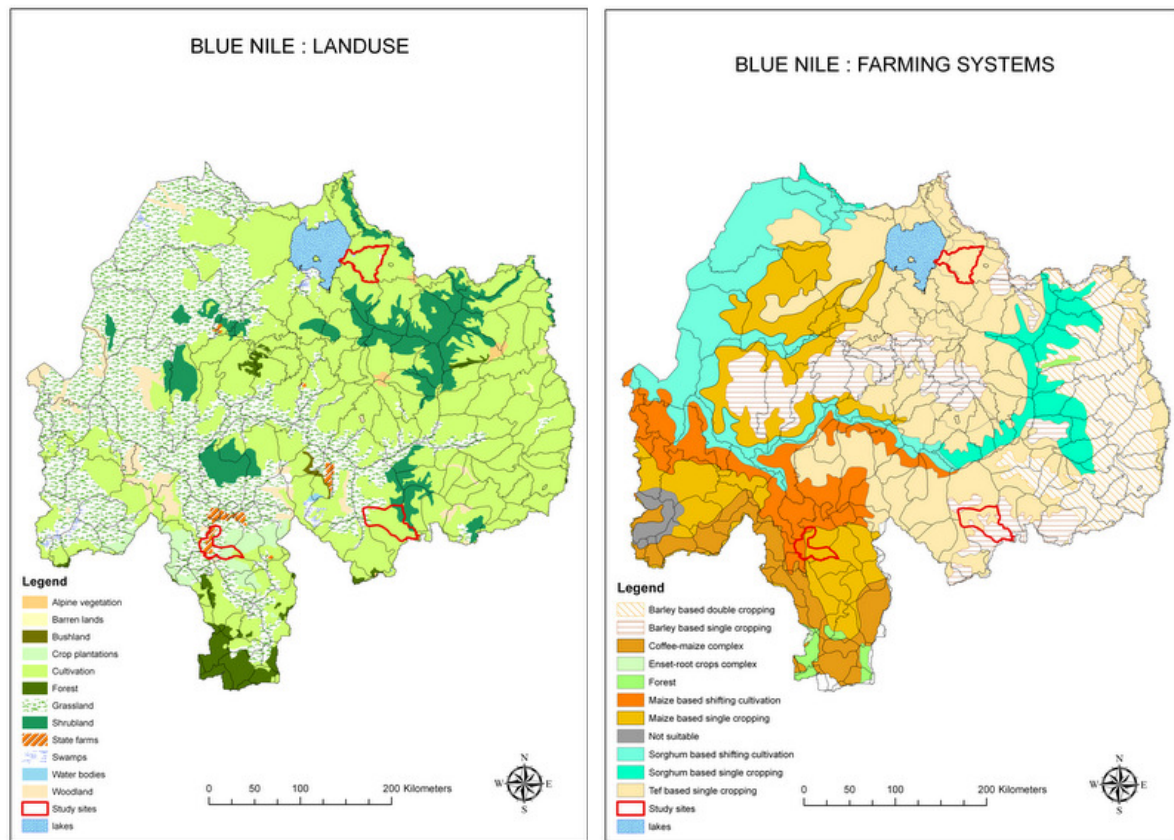 BLUE NILE : LANDUSE
Legend
Alpine vegetation
Barren lands
Bushland
Crop plantations
Cultivation
Forest
Grassland
Shrubland
State farms
Swamps
Water bodies
Woodland
Study sites
lakes
0 50 100 200 Kilometers
N
W E
S
BLUE NILE : FARMING SYSTEMS
Legend
Barley based double cropping
Barley based single cropping
Coffee-maize complex
Enset-root crops complex
Forest
Maize based shifting cultivation
Maize based single cropping
Not suitable
Sorghum based shifting cultivation
Sorghum based single cropping
Tef based single cropping
Study sites
lakes
0 50 100 200 Kilometers
N
W E
S